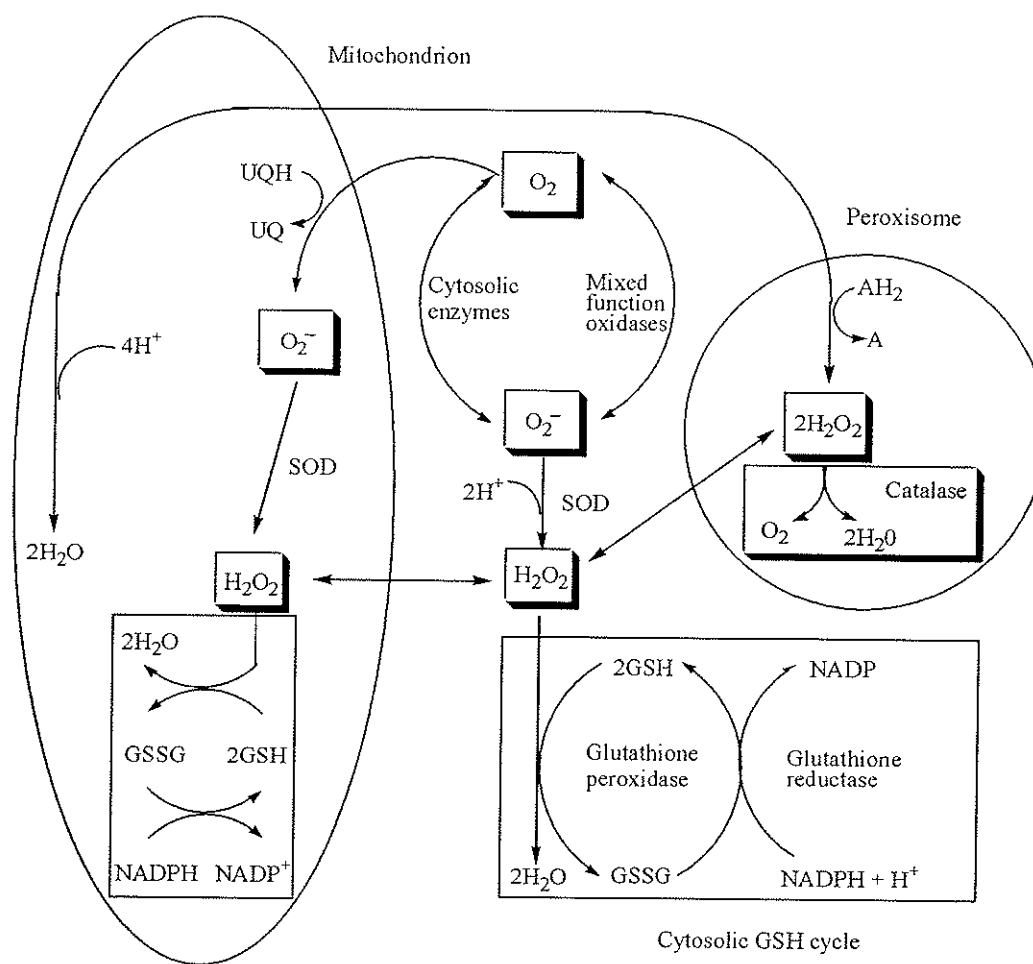 Mitochondrion
UQH
UQ
O₂
Peroxisome
Cytosolic
enzymes
Mixed
function
oxidases
AH₂
A
4H⁺
O₂⁻
O₂⁻
2H₂O₂
SOD
2H⁺
SOD
Catalase
O₂
2H₂0
2H₂O
H₂O₂
H₂O₂
2H₂O
GSSG
2GSH
NADPH
NADP⁺
2GSH
NADP
Glutathione
peroxidase
Glutathione
reductase
2H₂O
GSSG
NADPH + H⁺
Cytosolic GSH cycle